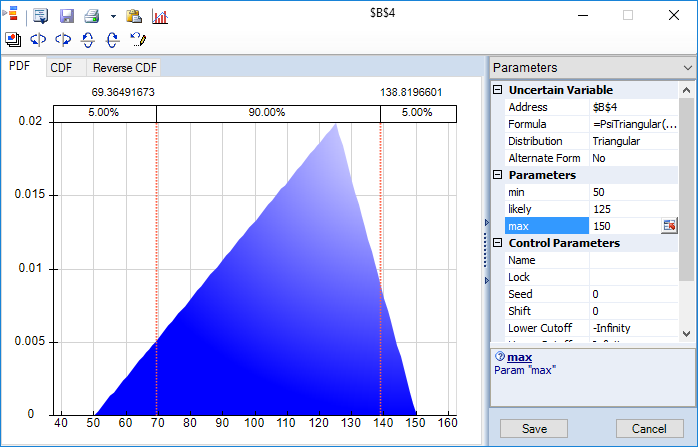 $B$4
PDF
CDF
Reverse CDF
69.36491673
138.8196601
5.00%
90.00%
5.00%
0.02
0.015
0.01
0.005
0
40 50 60 70 80 90 100 110 120 130 140 150 160
Parameters
Uncertain Variable
Address $B$4
Formula =PsiTriangular(...
Distribution Triangular
Alternate Form No
Parameters
min 50
likely 125
max 150
Control Parameters
Name
Lock
Seed 0
Shift 0
Lower Cutoff -Infinity
max
Param "max"
Save
Cancel